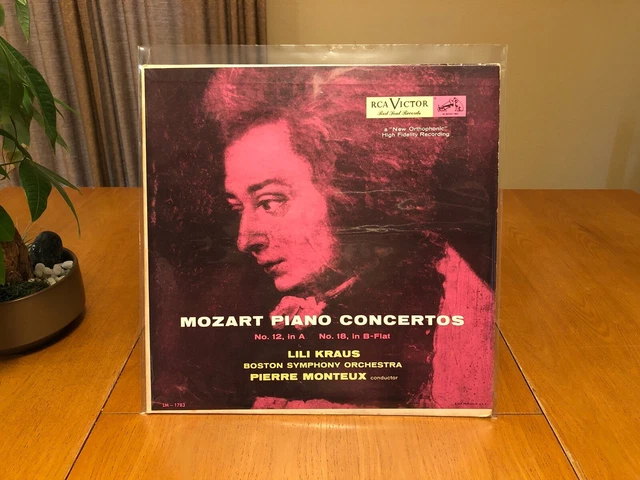 RCA VICTOR
Red Seal Records
a "New Orthophonic"
High Fidelity Recording
MOZART PIANO CONCERTOS
No. 12, in A No. 18, in B-Flat
LILI KRAUS
BOSTON SYMPHONY ORCHESTRA
PIERRE MONTEUX conductor
LM-1783